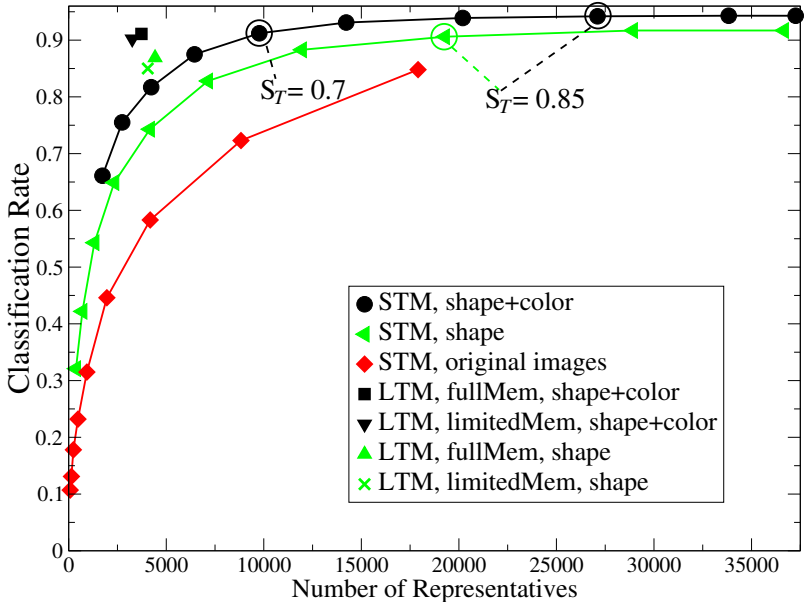 0.9
0.8
0.7
0.6
0.5
0.4
0.3
0.2
0.1
Classification Rate
S_T = 0.7
S_T = 0.85
STM, shape+color
STM, shape
STM, original images
LTM, fullMem, shape+color
LTM, limitedMem, shape+color
LTM, fullMem, shape
LTM, limitedMem, shape
0 5000 10000 15000 20000 25000 30000 35000
Number of Representatives